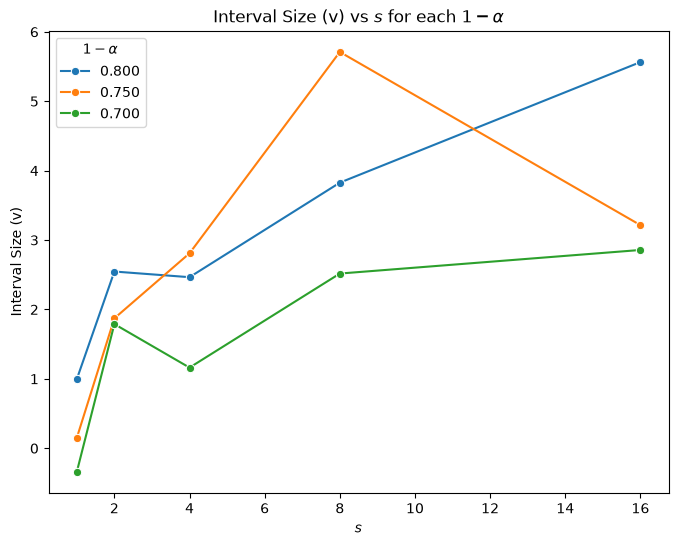 Interval Size (v) vs s for each 1 − α
1 − α
0.800
0.750
0.700
Interval Size (v)
6
5
4
3
2
1
0
2 4 6 8 10 12 14 16
s